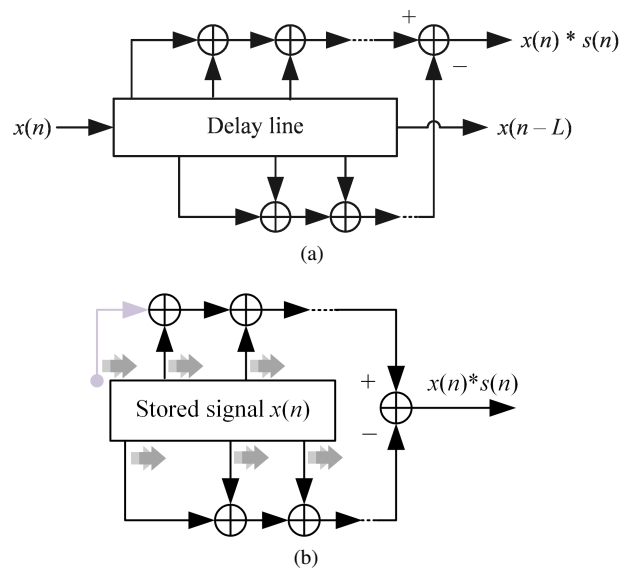 +
x(n) * s(n)
−
x(n)
Delay line
x(n – L)
(a)
+
x(n)*s(n)
Stored signal x(n)
−
(b)